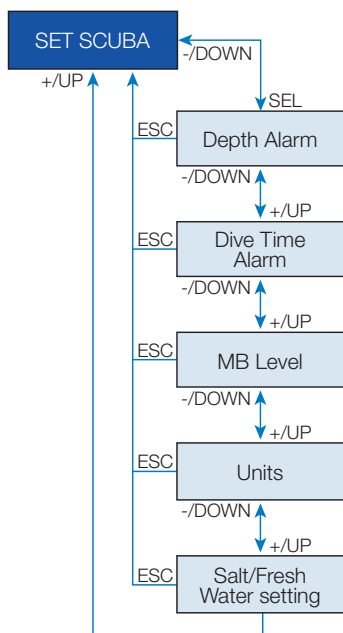 SET SCUBA
-/DOWN
+/UP
SEL
ESC
Depth Alarm
-/DOWN
+/UP
ESC
Dive Time
Alarm
-/DOWN
+/UP
ESC
MB Level
-/DOWN
+/UP
ESC
Units
-/DOWN
+/UP
ESC
Salt/Fresh
Water setting